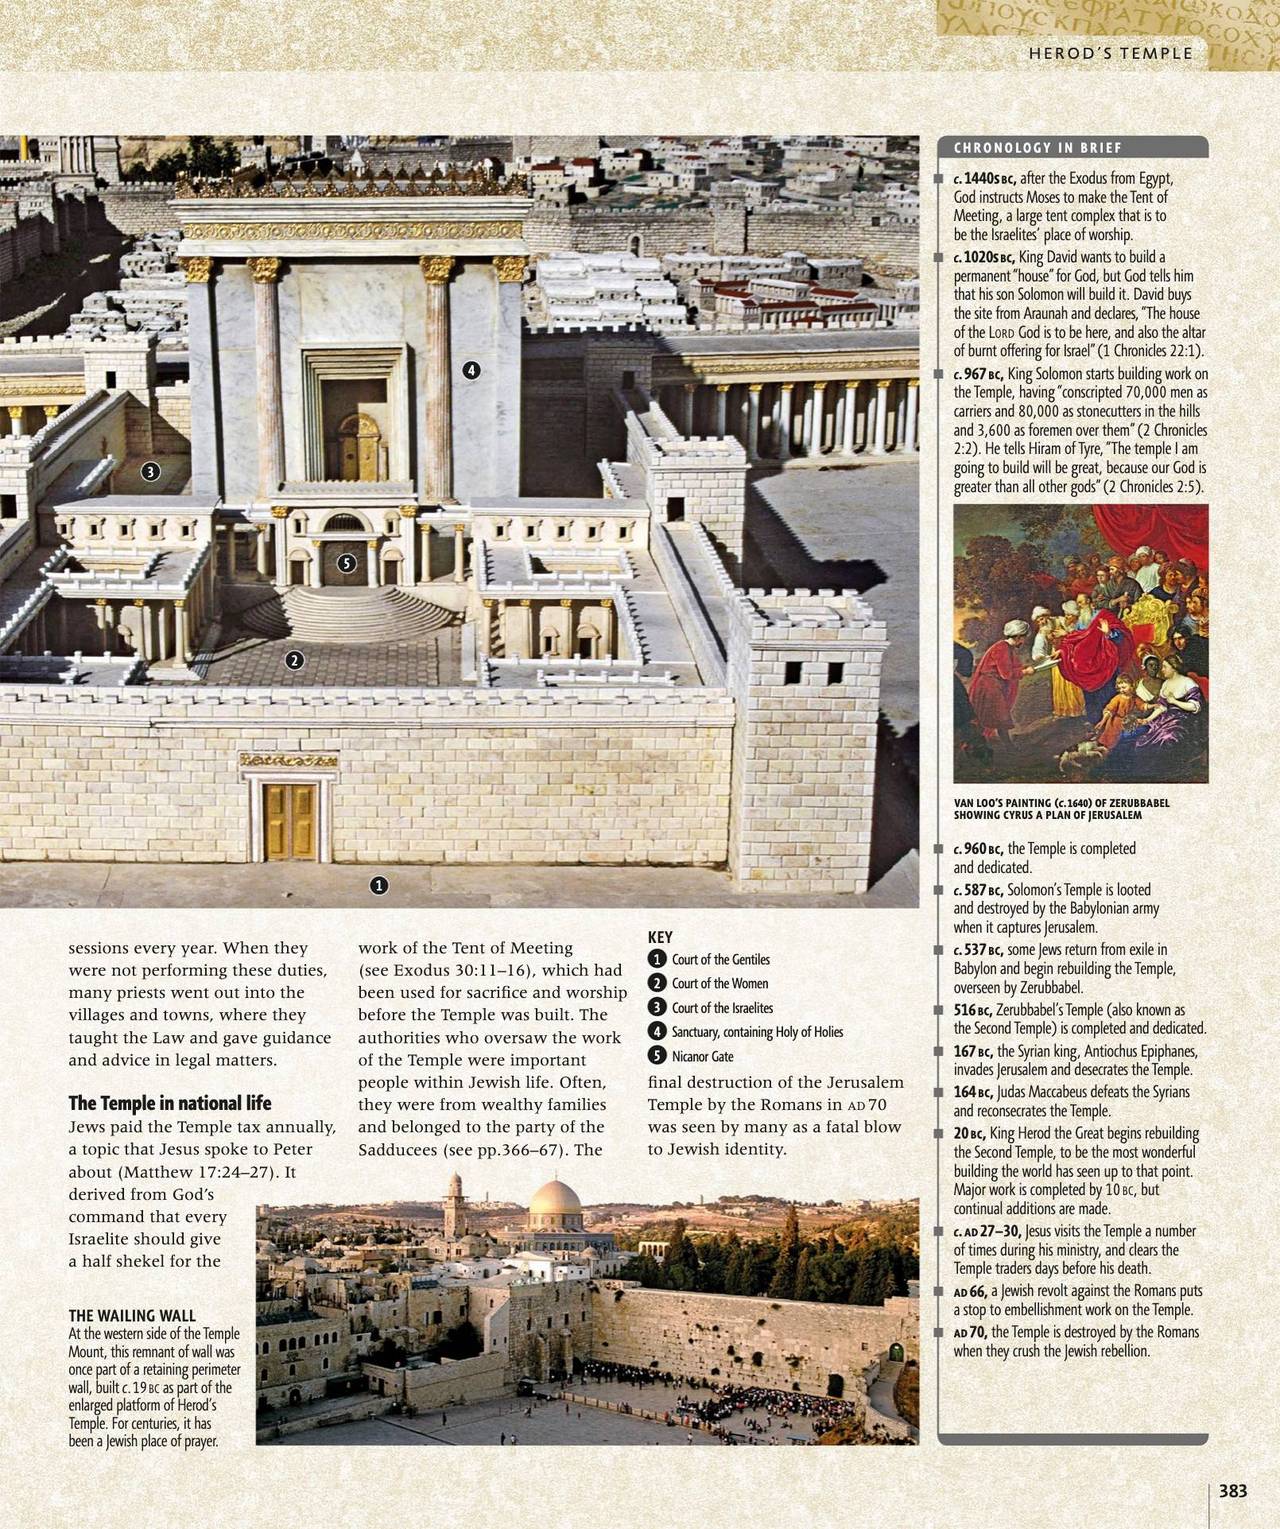 HEROD'S TEMPLE
3
4
5
2
1
sessions every year. When they
were not performing these duties,
many priests went out into the
villages and towns, where they
taught the Law and gave guidance
and advice in legal matters.
The Temple in national life
Jews paid the Temple tax annually,
a topic that Jesus spoke to Peter
about (Matthew 17:24–27). It
derived from God's
command that every
Israelite should give
a half shekel for the
work of the Tent of Meeting
(see Exodus 30:11–16), which had
been used for sacrifice and worship
before the Temple was built. The
authorities who oversaw the work
of the Temple were important
people within Jewish life. Often,
they were from wealthy families
and belonged to the party of the
Sadducees (see pp.366–67). The
KEY
1 Court of the Gentiles
2 Court of the Women
3 Court of the Israelites
4 Sanctuary, containing Holy of Holies
5 Nicanor Gate
final destruction of the Jerusalem
Temple by the Romans in AD 70
was seen by many as a fatal blow
to Jewish identity.
THE WAILING WALL
At the western side of the Temple
Mount, this remnant of wall was
once part of a retaining perimeter
wall, built c.19 BC as part of the
enlarged platform of Herod's
Temple. For centuries, it has
been a Jewish place of prayer.
CHRONOLOGY IN BRIEF
c.1440s BC, after the Exodus from Egypt,
God instructs Moses to make the Tent of
Meeting, a large tent complex that is to
be the Israelites' place of worship.
c.1020s BC, King David wants to build a
permanent "house" for God, but God tells him
that his son Solomon will build it. David buys
the site from Araunah and declares, "The house
of the LORD God is to be here, and also the altar
of burnt offering for Israel" (1 Chronicles 22:1).
c.967 BC, King Solomon starts building work on
the Temple, having "conscripted 70,000 men as
carriers and 80,000 as stonecutters in the hills
and 3,600 as foremen over them" (2 Chronicles
2:2). He tells Hiram of Tyre, "The temple I am
going to build will be great, because our God is
greater than all other gods" (2 Chronicles 2:5).
VAN LOO'S PAINTING (c.1640) OF ZERUBBABEL
SHOWING CYRUS A PLAN OF JERUSALEM
c.960 BC, the Temple is completed
and dedicated.
c.587 BC, Solomon's Temple is looted
and destroyed by the Babylonian army
when it captures Jerusalem.
c.537 BC, some Jews return from exile in
Babylon and begin rebuilding the Temple,
overseen by Zerubbabel.
516 BC, Zerubbabel's Temple (also known as
the Second Temple) is completed and dedicated.
167 BC, the Syrian king, Antiochus Epiphanes,
invades Jerusalem and desecrates the Temple.
164 BC, Judas Maccabeus defeats the Syrians
and reconsecrates the Temple.
20 BC, King Herod the Great begins rebuilding
the Second Temple, to be the most wonderful
building the world has seen up to that point.
Major work is completed by 10 BC, but
continual additions are made.
c. AD 27–30, Jesus visits the Temple a number
of times during his ministry, and clears the
Temple traders days before his death.
AD 66, a Jewish revolt against the Romans puts
a stop to embellishment work on the Temple.
AD 70, the Temple is destroyed by the Romans
when they crush the Jewish rebellion.
383